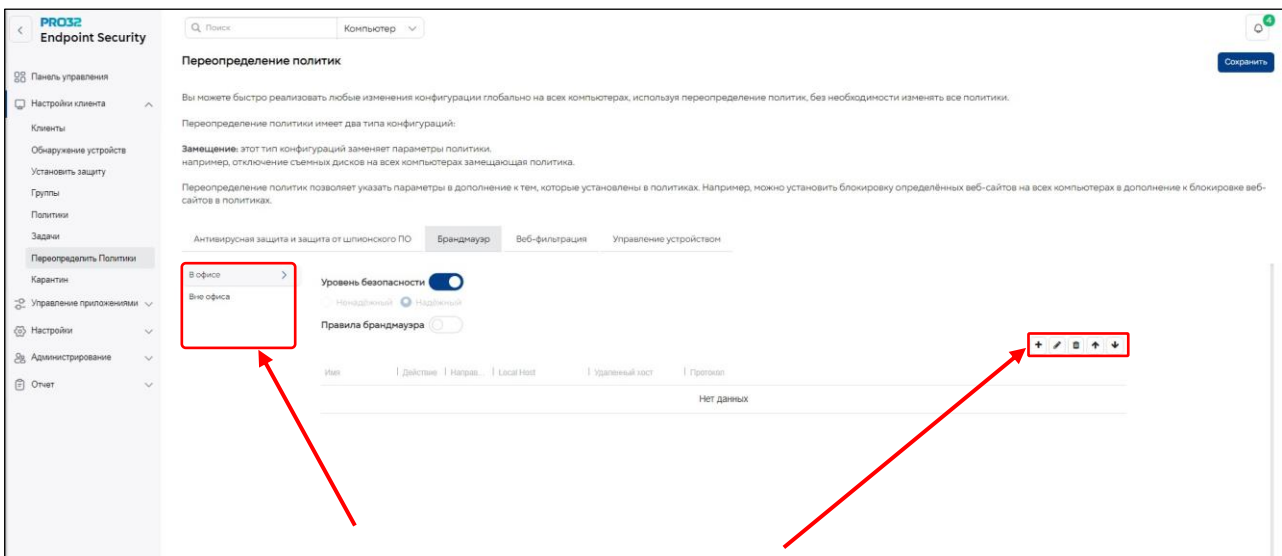 PRO32
Endpoint Security
Поиск
Компьютер
4
Панель управления
Настройки клиента
Клиенты
Обнаружение устройств
Установить защиту
Группы
Политики
Задачи
Переопределить Политики
Карантин
Управление приложениями
Настройки
Администрирование
Отчет
Переопределение политик
Сохранить
Вы можете быстро реализовать любые изменения конфигурации глобально на всех компьютерах, используя переопределение политик, без необходимости изменять все политики.
Переопределение политики имеет два типа конфигураций:
Замещение: этот тип конфигураций заменяет параметры политики.
например, отключение съемных дисков на всех компьютерах замещающая политика.
Переопределение политик позволяет указать параметры в дополнение к тем, которые установлены в политиках. Например, можно установить блокировку определённых веб-сайтов на всех компьютерах в дополнение к блокировке веб-
сайтов в политиках.
Антивирусная защита и защита от шпионского ПО Брандмауэр Веб-фильтрация Управление устройством
В офисе
Вне офиса
Уровень безопасности
Ненадёжный Надёжный
Правила брандмауэра
Имя Действие Направ... Local Host Удаленный хост Протокол
Нет данных